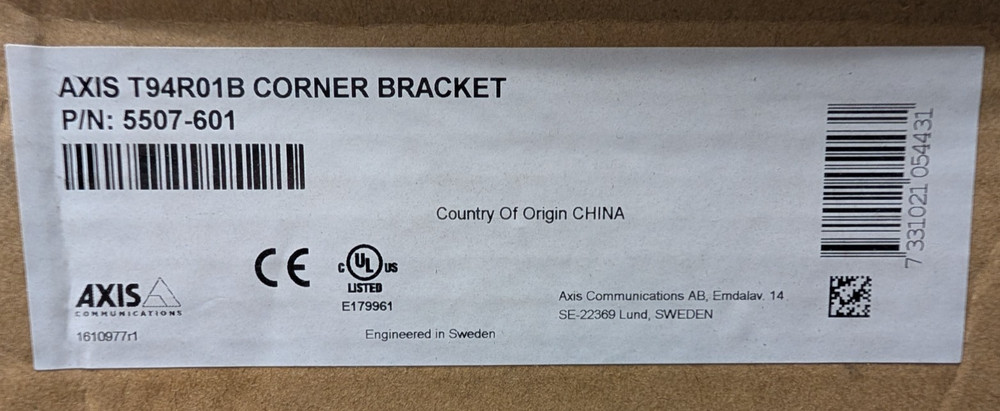 AXIS T94R01B CORNER BRACKET
P/N: 5507-601
7 331021 054431
Country Of Origin CHINA
CE
C UL US
LISTED
E179961
AXIS
COMMUNICATIONS
1610977r1
Engineered in Sweden
Axis Communications AB, Emdalav. 14
SE-22369 Lund, SWEDEN